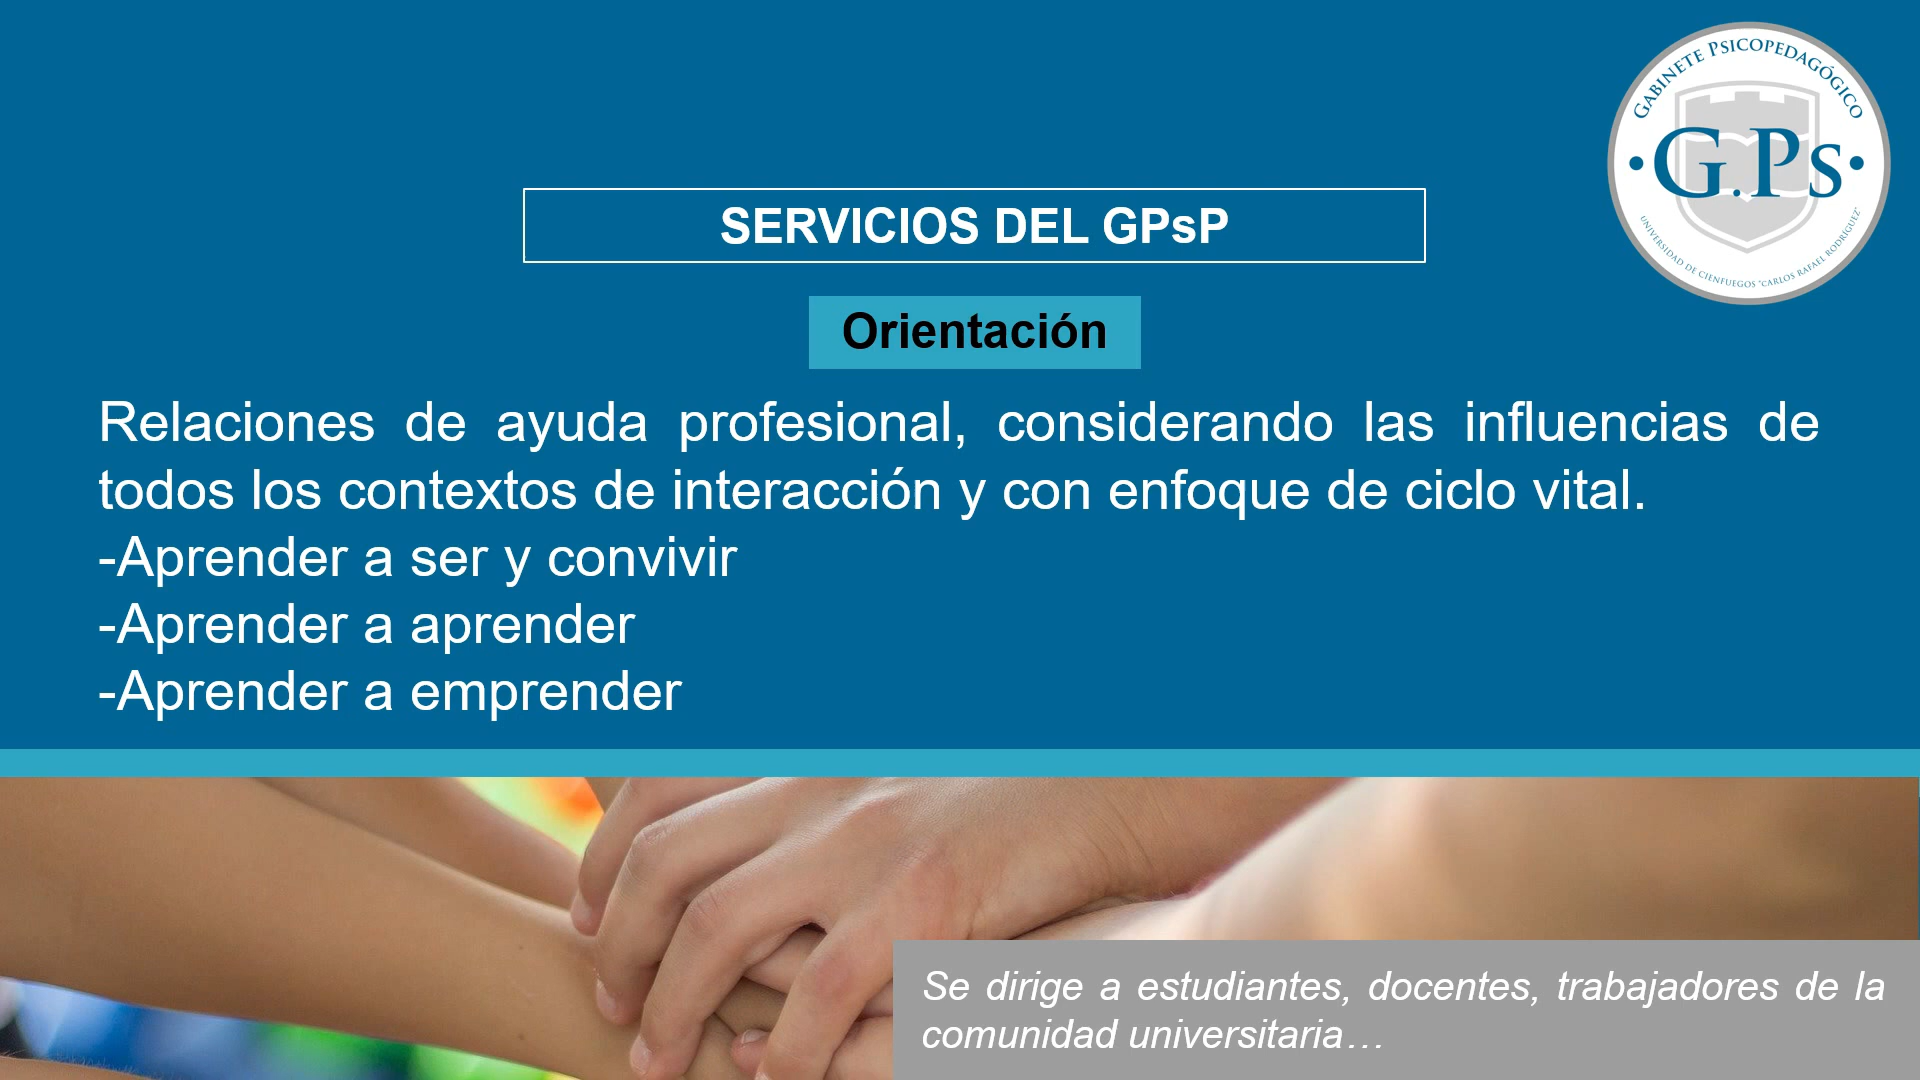 GABINETE PSICOPEDAGÓGICO
G.Ps
UNIVERSIDAD DE CIENFUEGOS "CARLOS RAFAEL RODRÍGUEZ"
SERVICIOS DEL GPsP
Orientación
Relaciones de ayuda profesional, considerando las influencias de
todos los contextos de interacción y con enfoque de ciclo vital.
-Aprender a ser y convivir
-Aprender a aprender
-Aprender a emprender
Se dirige a estudiantes, docentes, trabajadores de la
comunidad universitaria…